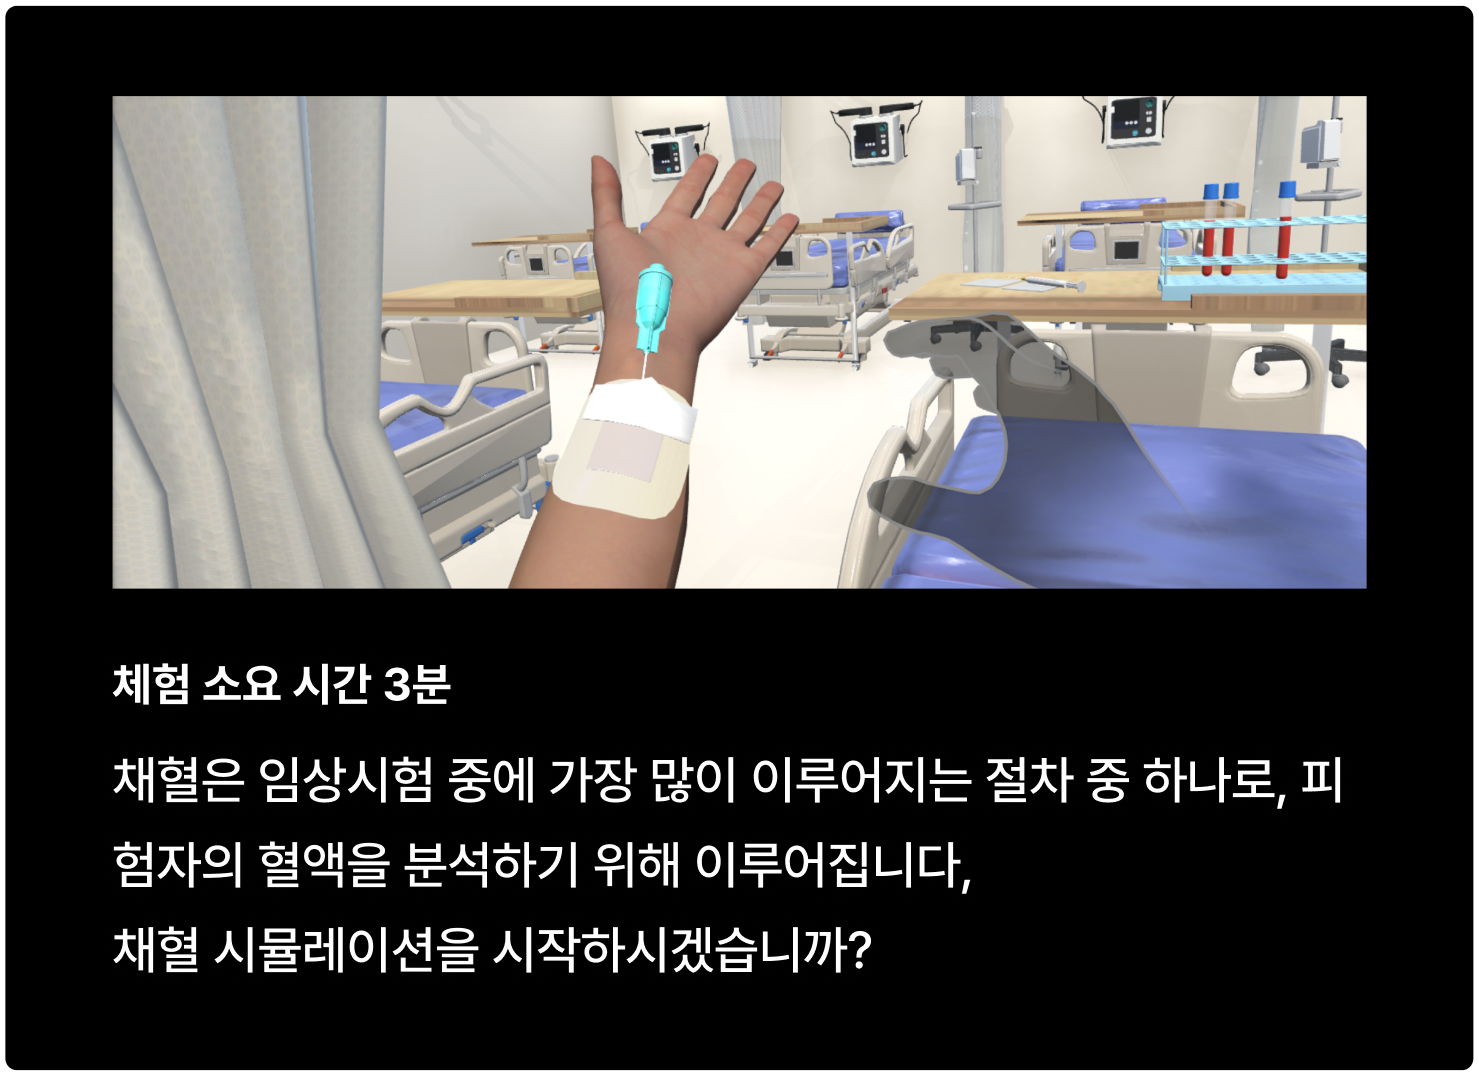 체험 소요 시간 3분
채혈은 임상시험 중에 가장 많이 이루어지는 절차 중 하나로, 피
험자의 혈액을 분석하기 위해 이루어집니다,
채혈 시뮬레이션을 시작하시겠습니까?